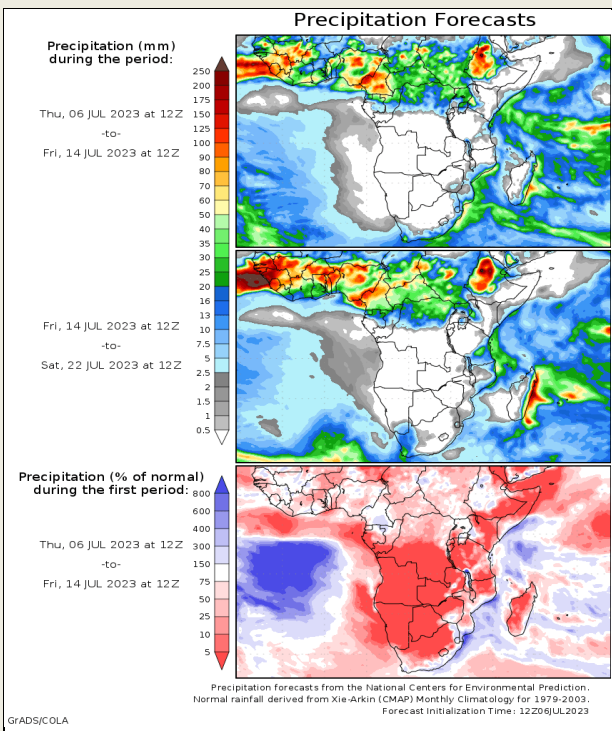 Precipitation Forecasts
Precipitation (mm)
during the period:
Thu, 06 JUL 2023 at 12Z
-to-
Fri, 14 JUL 2023 at 12Z
250
200
175
150
125
100
90
80
70
60
50
40
35
30
25
20
16
13
10
7.5
5
2.5
2
1.5
1
0.5
Fri, 14 JUL 2023 at 12Z
-to-
Sat, 22 JUL 2023 at 12Z
Precipitation (% of normal)
during the first period:
Thu, 06 JUL 2023 at 12Z
-to-
Fri, 14 JUL 2023 at 12Z
800
600
400
300
150
75
50
25
10
5
Precipitation forecasts from the National Centers for Environmental Prediction.
Normal rainfall derived from Xie-Arkin (CMAP) Monthly Climatology for 1979-2003.
Forecast Initialization Time: 12Z06JUL2023
GrADS/COLA